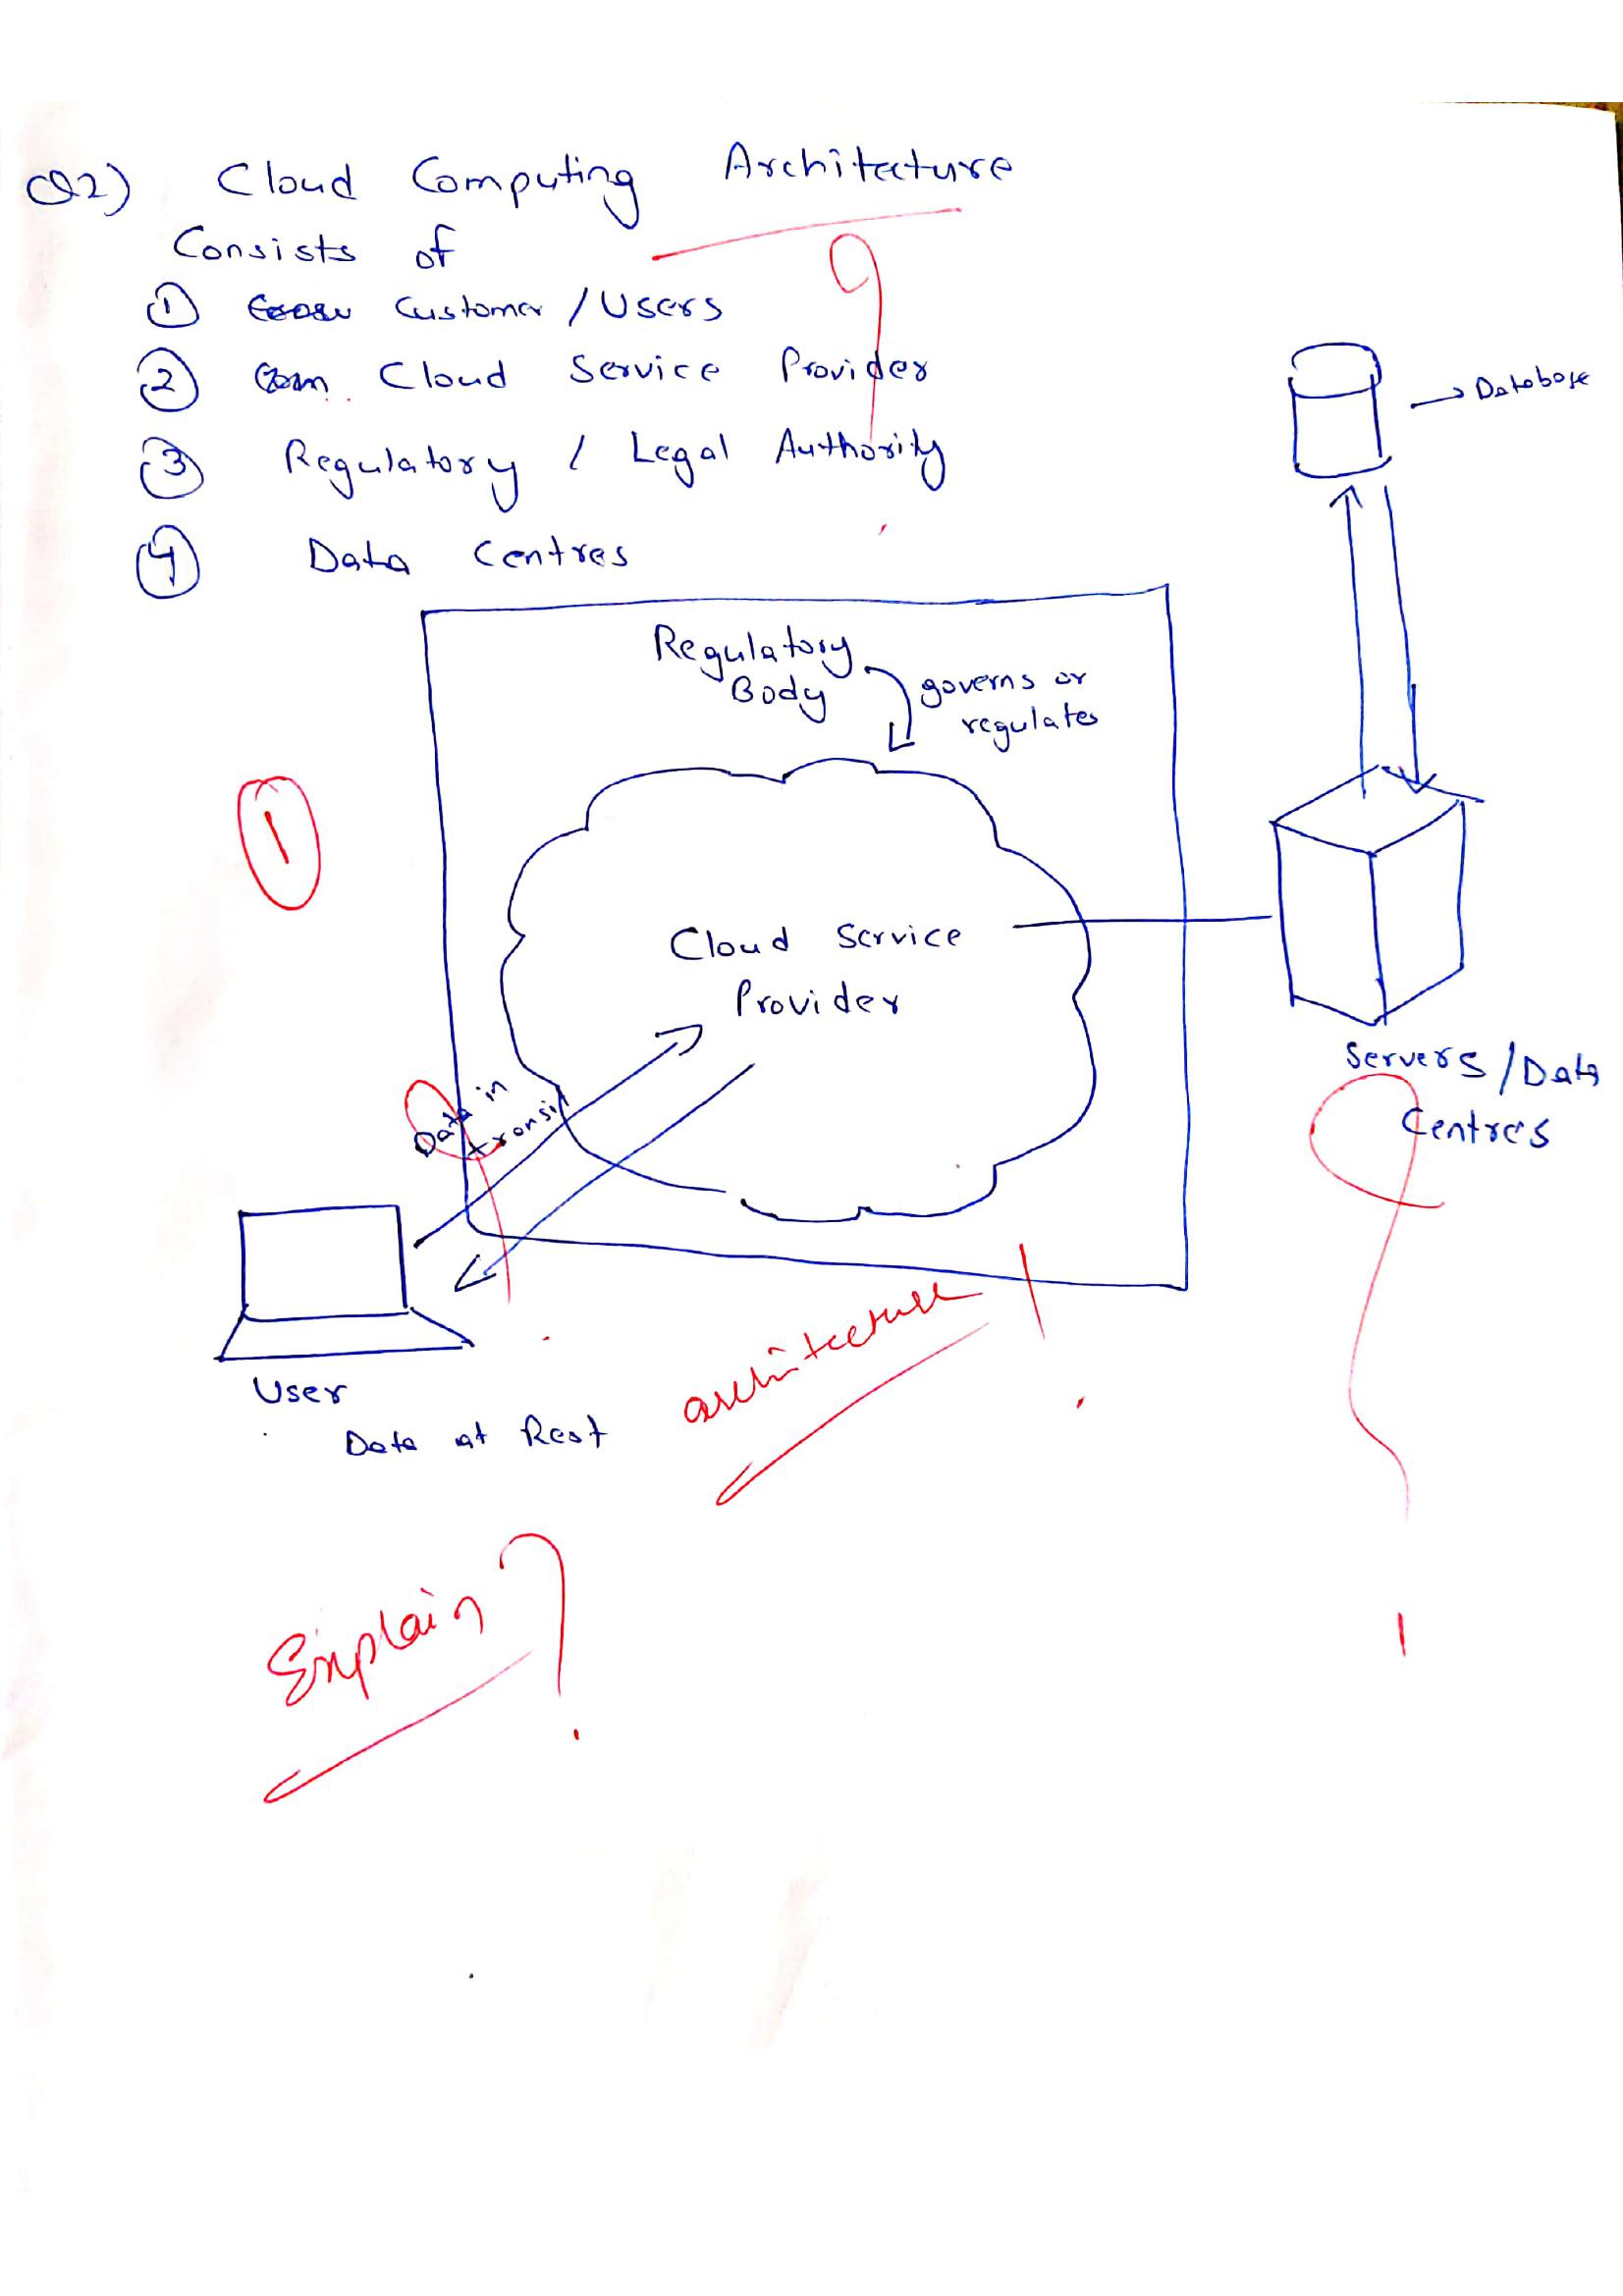 Q2) Cloud Computing Architecture
Consists of
① Customer / Users
② Cloud Service Provider
③ Regulatory / Legal Authority
④ Data Centres
→ Database
Regulatory
Body
governs or
regulates
1
Cloud Service
Provider
Servers / Data
Centres
Data in
transit
User
Data at Rest
architecture !
Explain ?